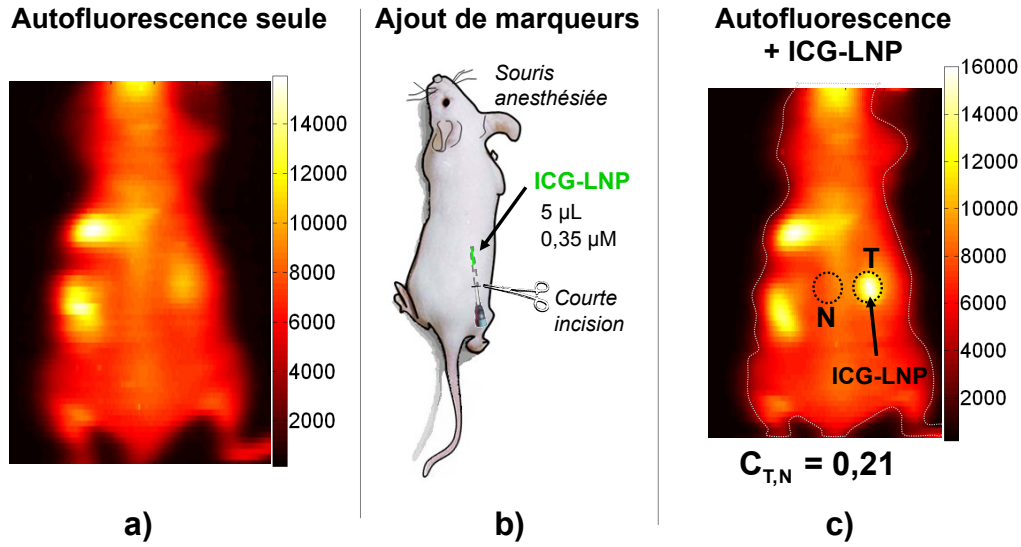 Autofluorescence seule
14000
12000
10000
8000
6000
4000
2000
a)
Ajout de marqueurs
Souris
anesthésiée
ICG-LNP
5 µL
0,35 µM
Courte
incision
b)
Autofluorescence
+ ICG-LNP
16000
14000
12000
10000
8000
6000
4000
2000
T
N
ICG-LNP
C_T,N = 0,21
c)